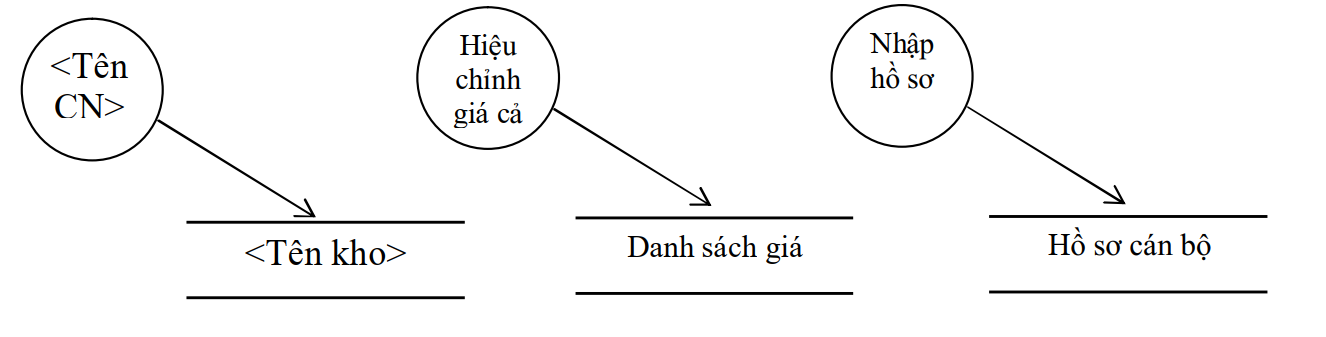 <Tên
CN>
<Tên kho>
Hiệu
chỉnh
giá cả
Danh sách giá
Nhập
hồ sơ
Hồ sơ cán bộ